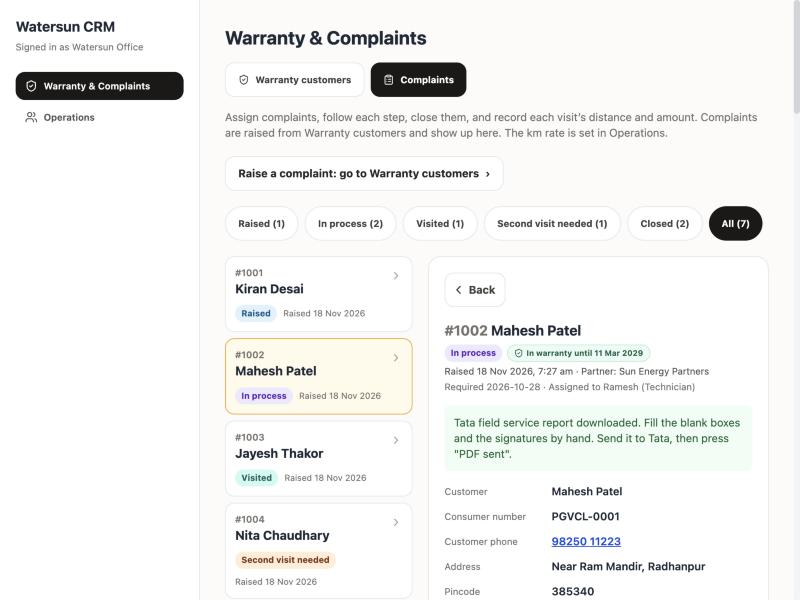 Watersun CRM
Signed in as Watersun Office
Warranty & Complaints
Operations
Warranty & Complaints
Warranty customers
Complaints
Assign complaints, follow each step, close them, and record each visit's distance and amount. Complaints
are raised from Warranty customers and show up here. The km rate is set in Operations.
Raise a complaint: go to Warranty customers ›
Raised (1)
In process (2)
Visited (1)
Second visit needed (1)
Closed (2)
All (7)
#1001
Kiran Desai
Raised Raised 18 Nov 2026
#1002
Mahesh Patel
In process Raised 18 Nov 2026
#1003
Jayesh Thakor
Visited Raised 18 Nov 2026
#1004
Nita Chaudhary
Second visit needed
Raised 18 Nov 2026
Back
#1002 Mahesh Patel
In process In warranty until 11 Mar 2029
Raised 18 Nov 2026, 7:27 am · Partner: Sun Energy Partners
Required 2026-10-28 · Assigned to Ramesh (Technician)
Tata field service report downloaded. Fill the blank boxes
and the signatures by hand. Send it to Tata, then press
"PDF sent".
Customer Mahesh Patel
Consumer number PGVCL-0001
Customer phone 98250 11223
Address Near Ram Mandir, Radhanpur
Pincode 385340